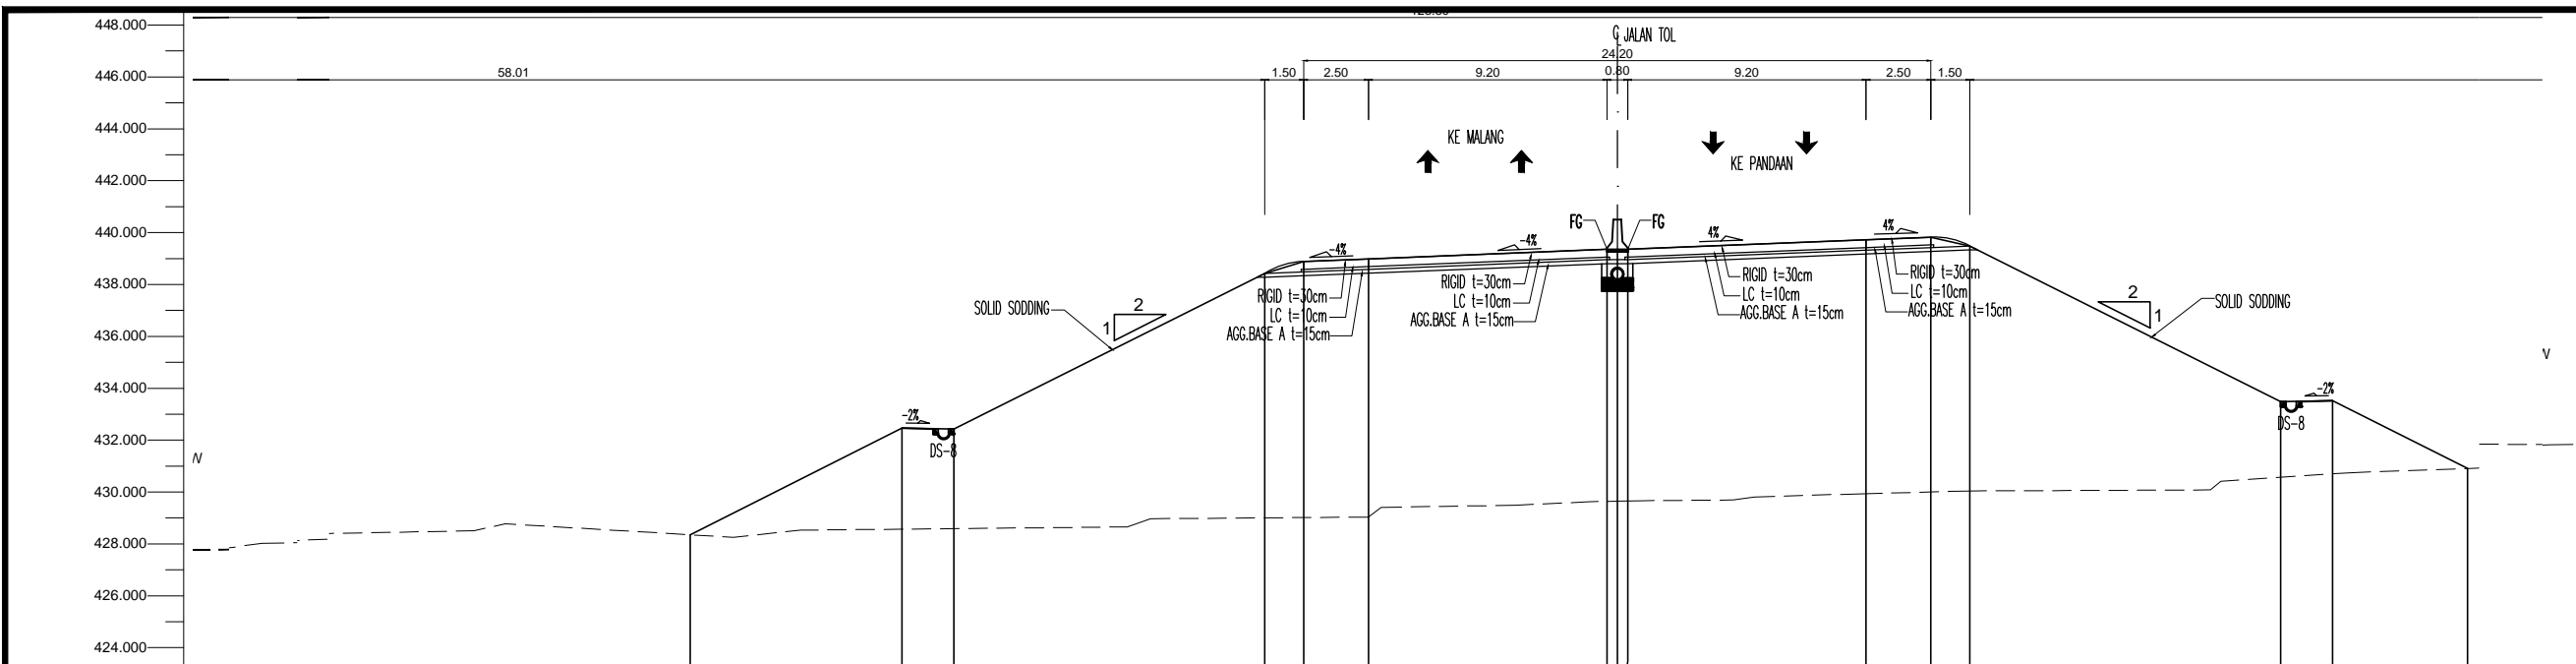 448.000
JALAN TOL
24.20
446.000
58.01
1.50
2.50
9.20
0.80
9.20
2.50
1.50
444.000
KE MALANG
KE PANDAAN
442.000
440.000
FG
FG
-4%
-4%
4%
4%
438.000
RIGID t=30cm
LC t=10cm
AGG.BASE A t=15cm
RIGID t=30cm
LC t=10cm
AGG.BASE A t=15cm
RIGID t=30cm
LC t=10cm
AGG.BASE A t=15cm
RIGID t=30cm
LC t=10cm
AGG.BASE A t=15cm
SOLID SODDING
2
1
2
1
SOLID SODDING
436.000
434.000
-2%
-2%
432.000
DS-8
DS-8
430.000
428.000
426.000
424.000